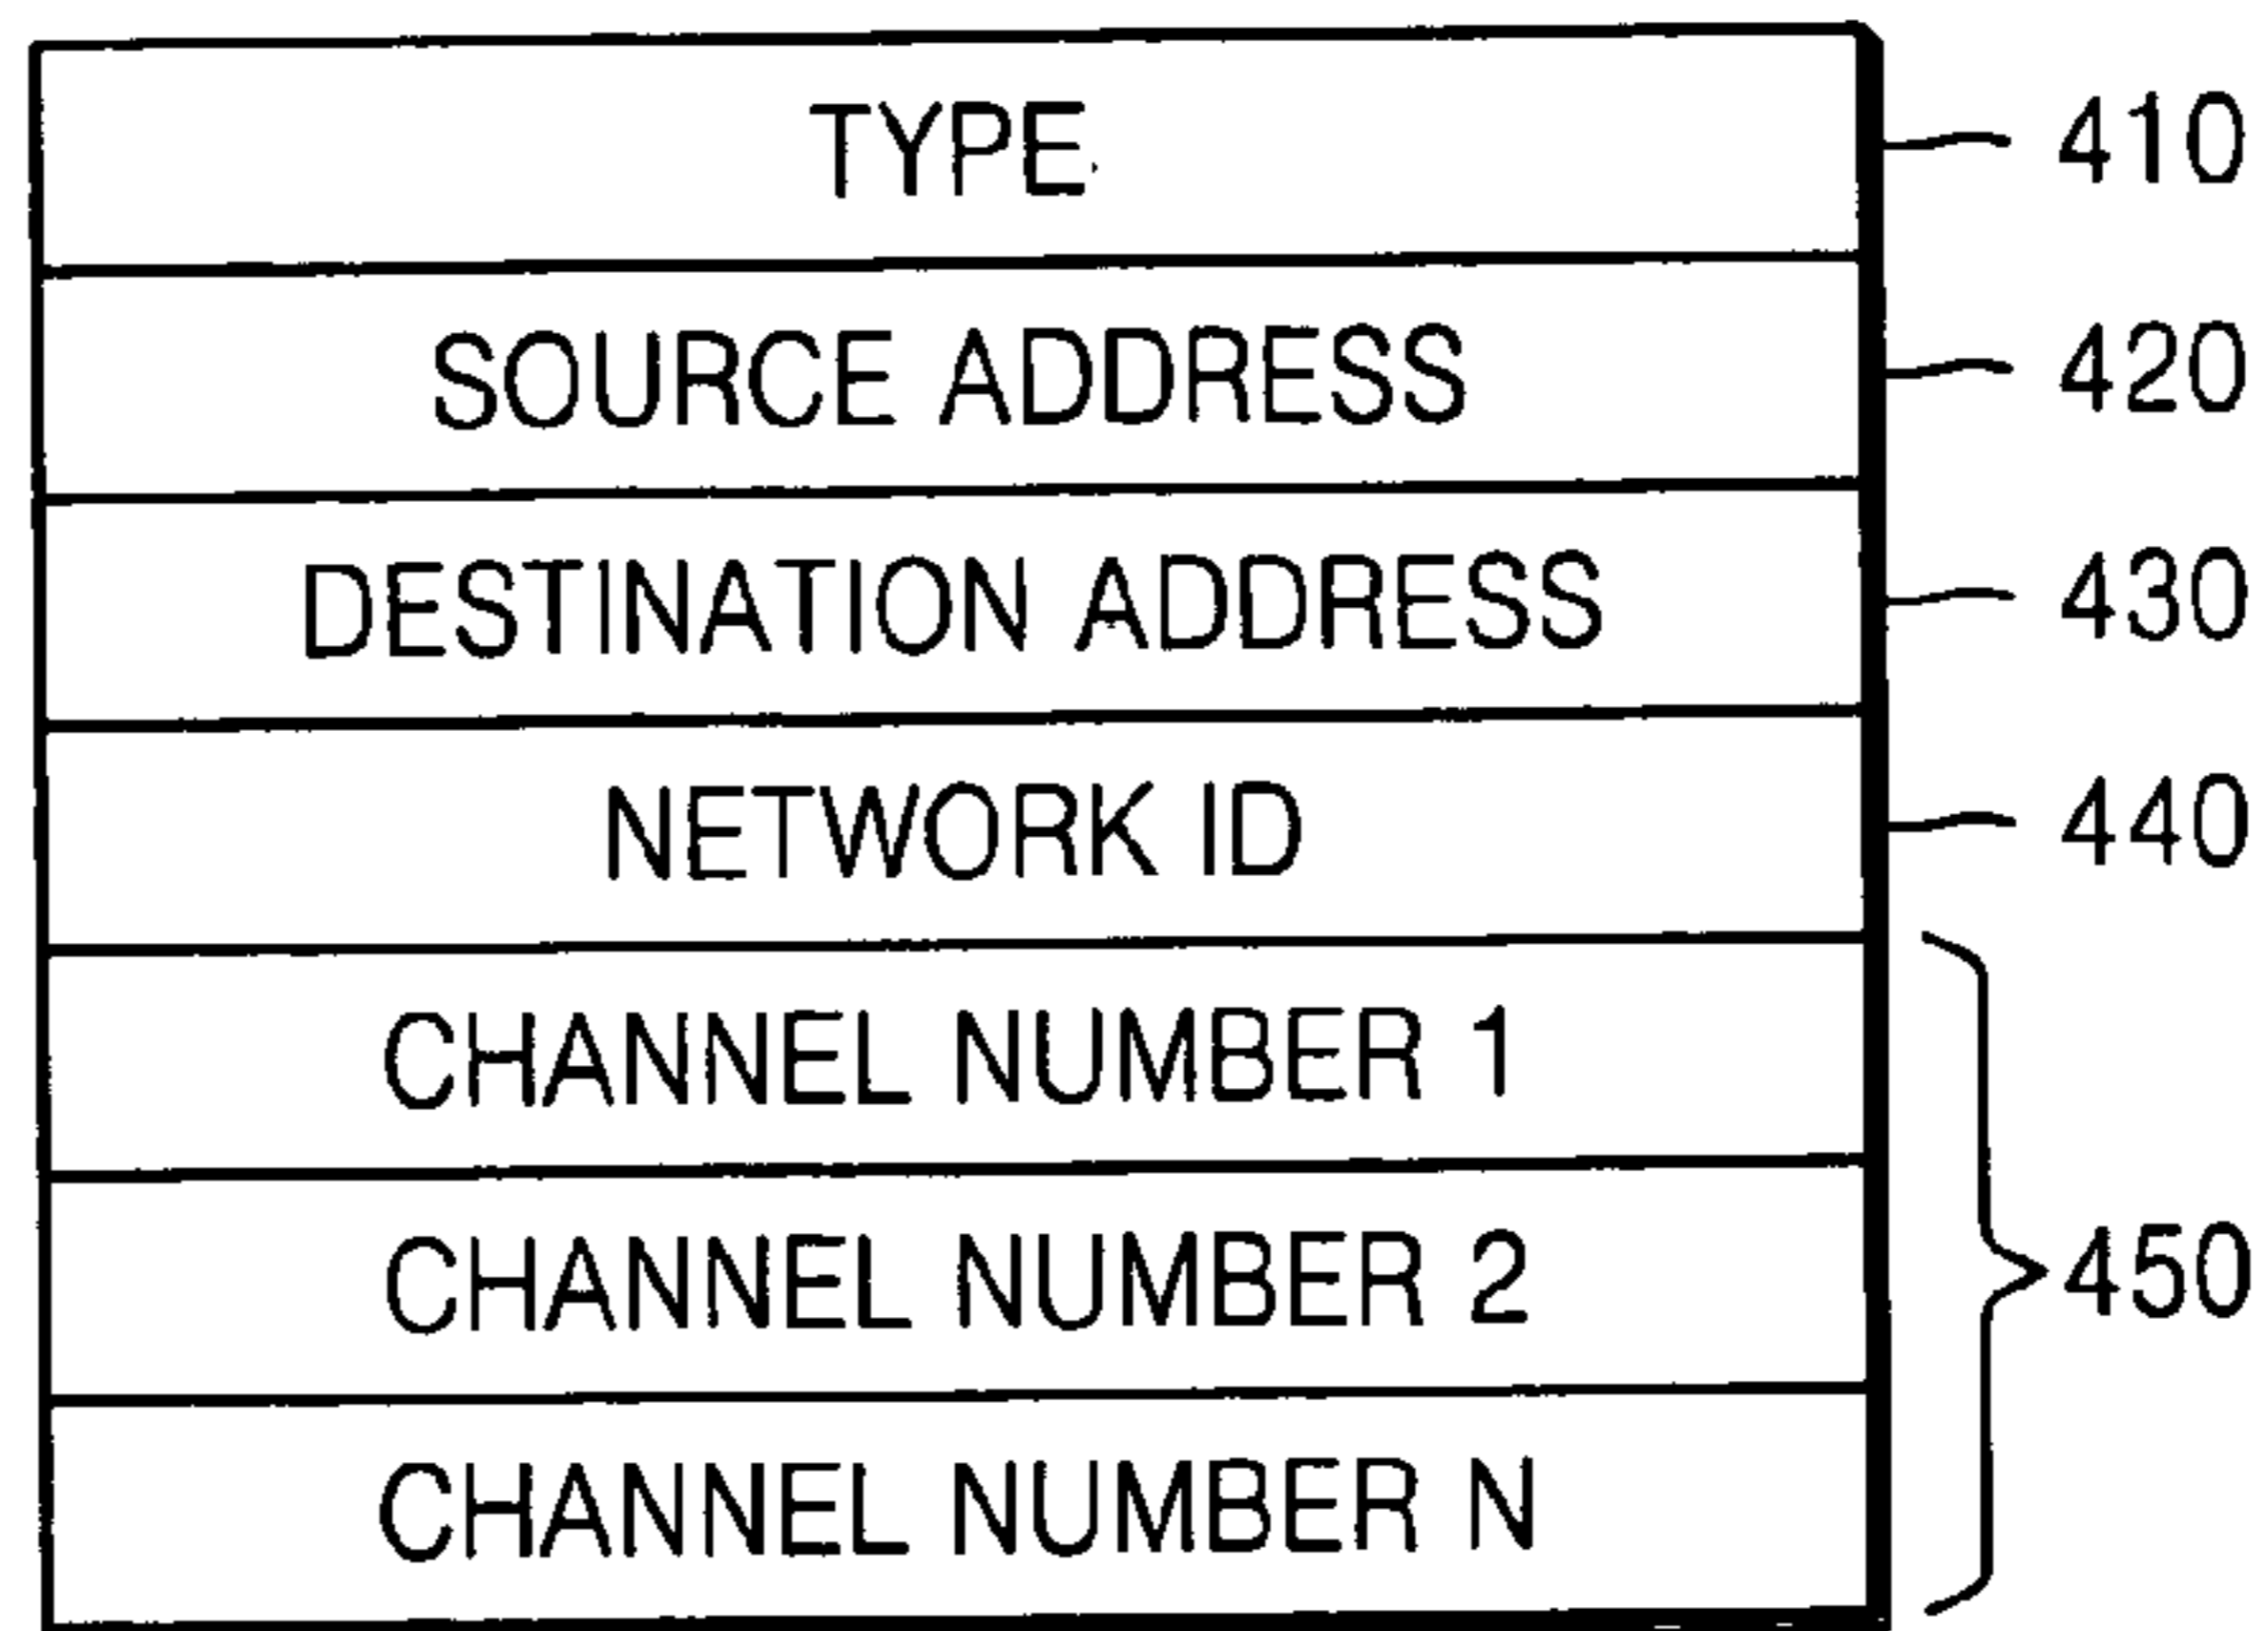 TYPE 410
SOURCE ADDRESS 420
DESTINATION ADDRESS 430
NETWORK ID 440
CHANNEL NUMBER 1
CHANNEL NUMBER 2 450
CHANNEL NUMBER N